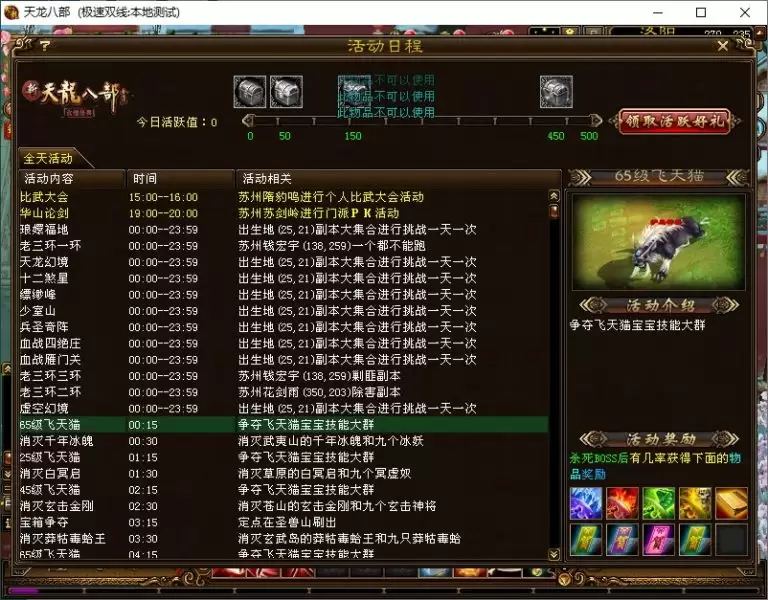 天龙八部 (极速双线:本地测试)
?
活动日程
洛阳
279 235
新天龍八部
此物品不可以使用
此物品不可以使用
此物品不可以使用
今日活跃值：0
0 50 150 450 500
领取活跃好礼
全天活动
活动内容 时间 活动相关
65级飞天猫
比武大会 15:00--16:00 苏州隋豹鸣进行个人比武大会活动
华山论剑 19:00--20:00 苏州苏剑岭进行门派ＰＫ活动
琅嬛福地 00:00--23:59 出生地(25,21)副本大集合进行挑战一天一次
老三环一环 00:00--23:59 苏州钱宏宇(138,259)一个都不能跑
天龙幻境 00:00--23:59 出生地(25,21)副本大集合进行挑战一天一次
十二煞星 00:00--23:59 出生地(25,21)副本大集合进行挑战一天一次
缥缈峰 00:00--23:59 出生地(25,21)副本大集合进行挑战一天一次
少室山 00:00--23:59 出生地(25,21)副本大集合进行挑战一天一次
兵圣奇阵 00:00--23:59 出生地(25,21)副本大集合进行挑战一天一次
血战四绝庄 00:00--23:59 出生地(25,21)副本大集合进行挑战一天一次
血战雁门关 00:00--23:59 出生地(25,21)副本大集合进行挑战一天一次
老三环三环 00:00--23:59 苏州钱宏宇(138,259)剿匪副本
老三环二环 00:00--23:59 苏州花剑雨(350,203)除害副本
虚空幻境 00:00--23:59 出生地(25,21)副本大集合进行挑战一天一次
65级飞天猫 00:15 争夺飞天猫宝宝技能大群
消灭千年冰魄 00:30 消灭武夷山的千年冰魄和九个冰妖
25级飞天猫 01:15 争夺飞天猫宝宝技能大群
消灭白冥启 01:30 消灭草原的白冥启和九个冥虚奴
45级飞天猫 02:15 争夺飞天猫宝宝技能大群
消灭玄击金刚 02:30 消灭苍山的玄击金刚和九个玄击神将
宝箱争夺 03:15 定点在圣兽山刷出
消灭莽牯毒蛤王 03:30 消灭玄武岛的莽牯毒蛤王和九只莽牯毒蛤
65级飞天猫 04:15 争夺飞天猫宝宝技能大群
活动介绍
争夺飞天猫宝宝技能大群
活动奖励
杀死BOSS后有几率获得下面的物
品奖励